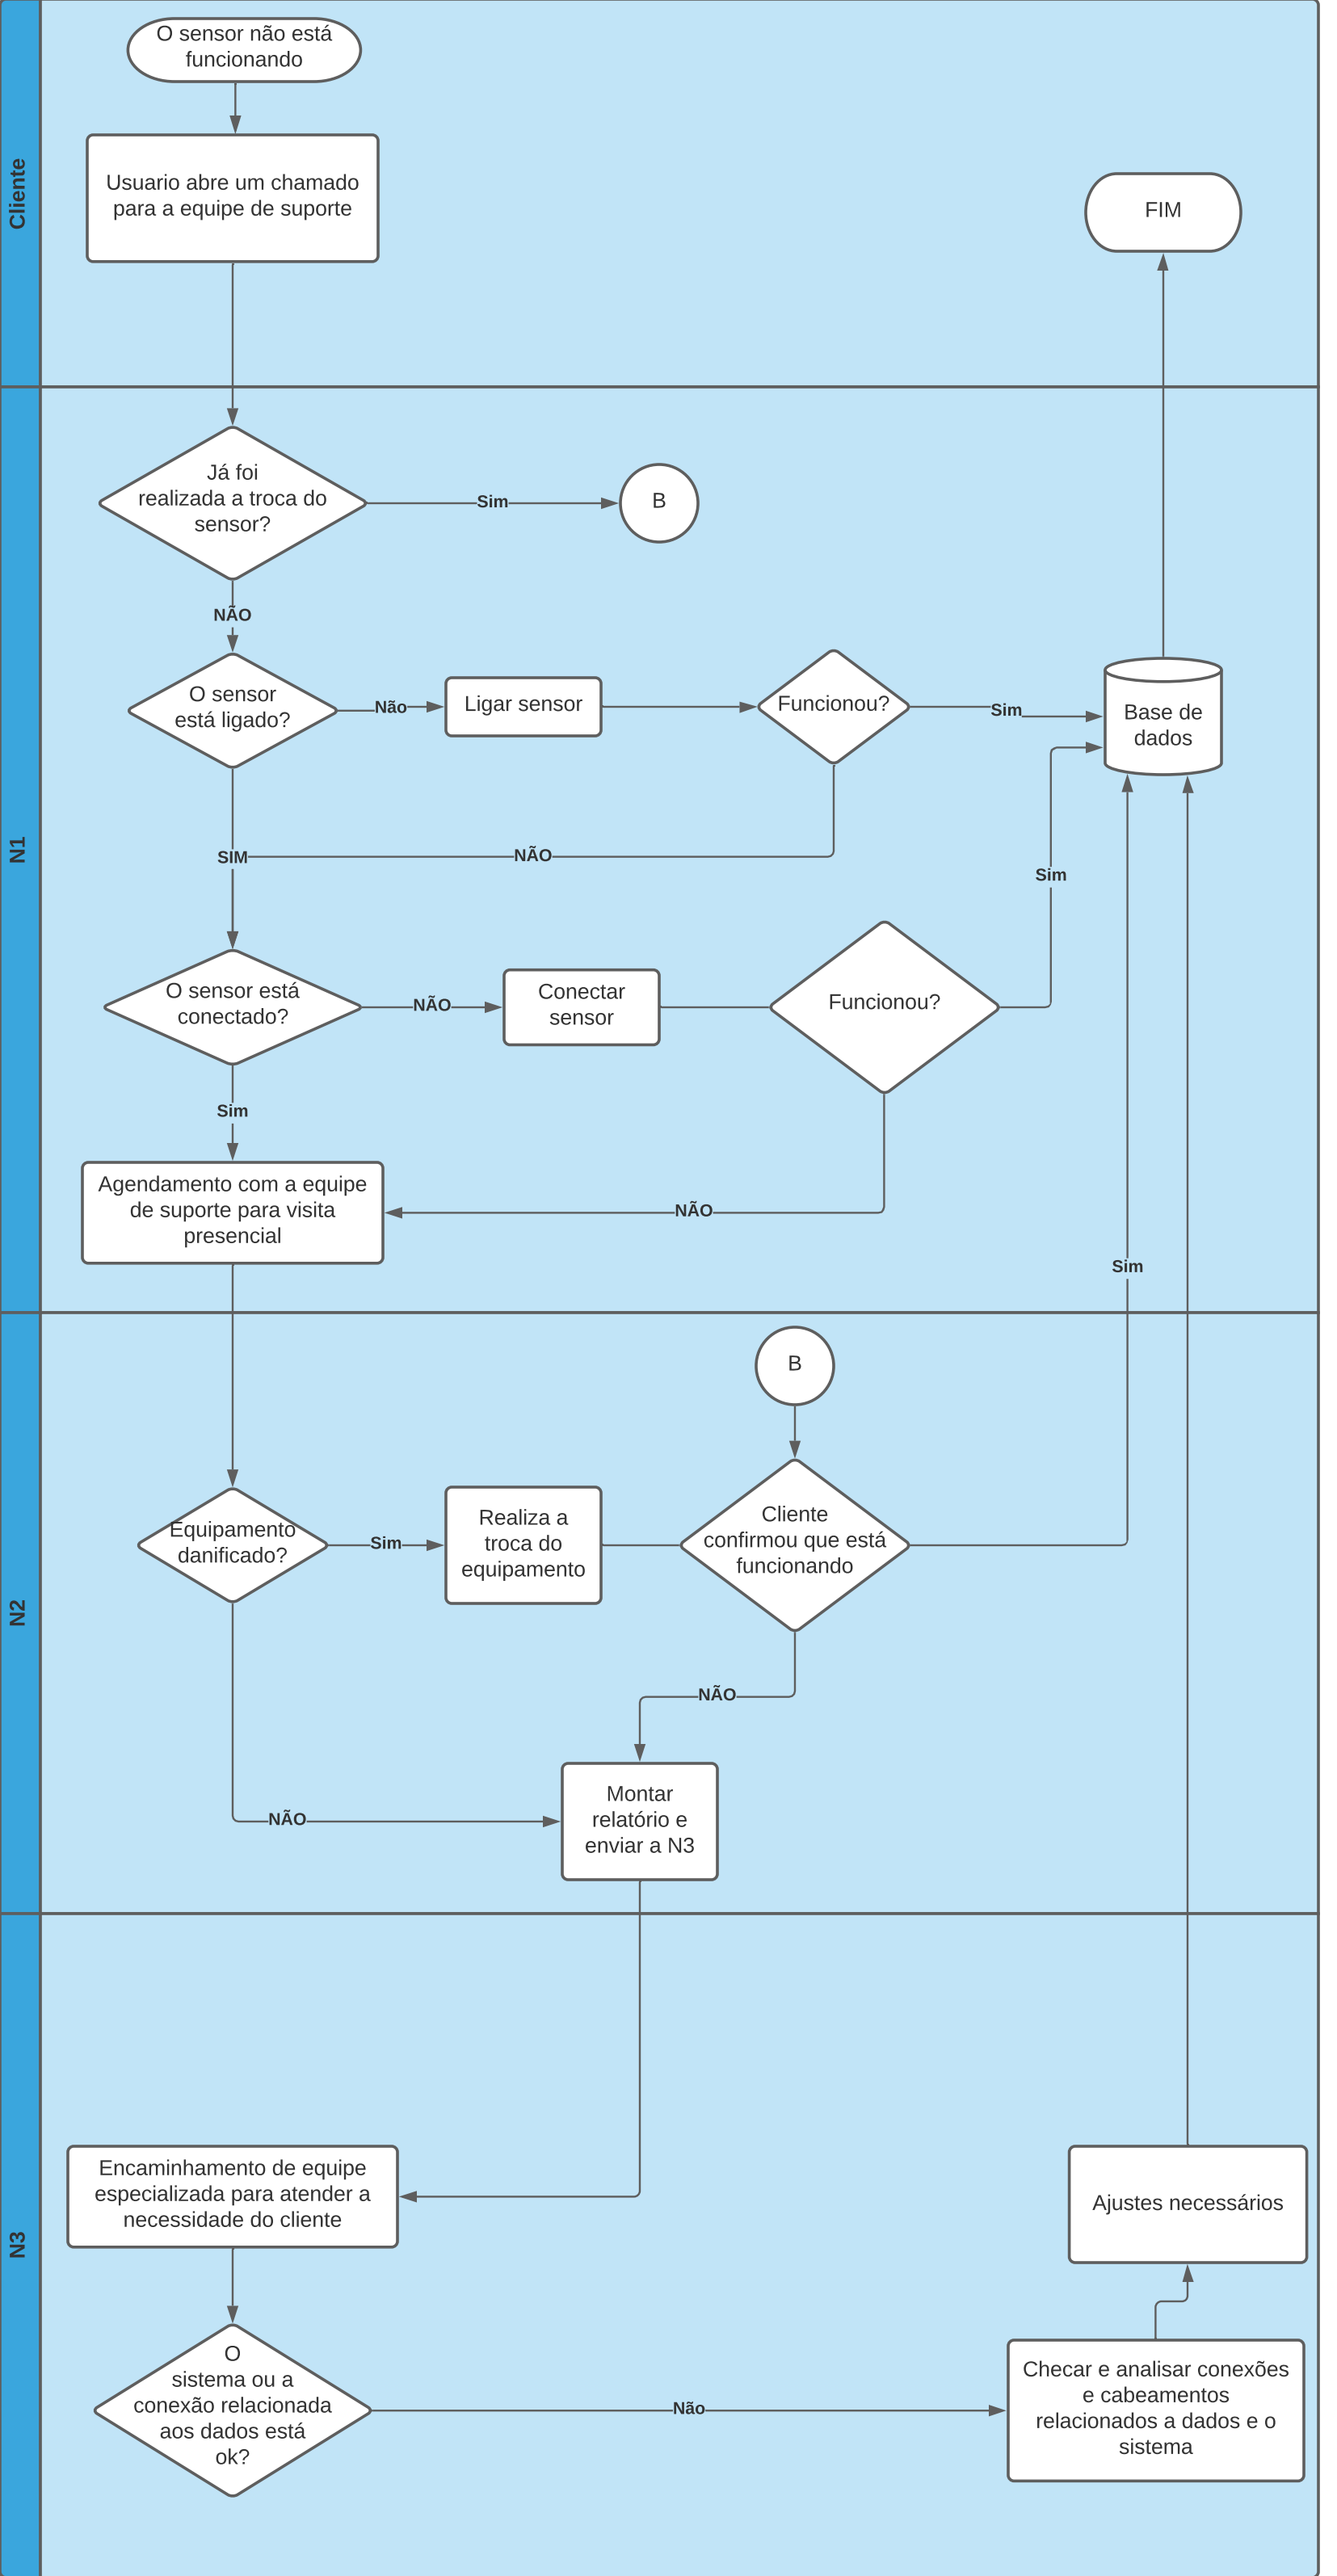 Cliente
O sensor não está
funcionando
Usuario abre um chamado
para a equipe de suporte
FIM
N1
Já foi
realizada a troca do
sensor?
Sim
B
NÃO
O sensor
está ligado?
Não
Ligar sensor
Funcionou?
Sim
Base de
dados
SIM
NÃO
Sim
O sensor está
conectado?
NÃO
Conectar
sensor
Funcionou?
Sim
Agendamento com a equipe
de suporte para visita
presencial
NÃO
Sim
N2
B
Equipamento
danificado?
Sim
Realiza a
troca do
equipamento
Cliente
confirmou que está
funcionando
NÃO
NÃO
Montar
relatório e
enviar a N3
N3
Encaminhamento de equipe
especializada para atender a
necessidade do cliente
Ajustes necessários
O
sistema ou a
conexão relacionada
aos dados está
ok?
Não
Checar e analisar conexões
e cabeamentos
relacionados a dados e o
sistema